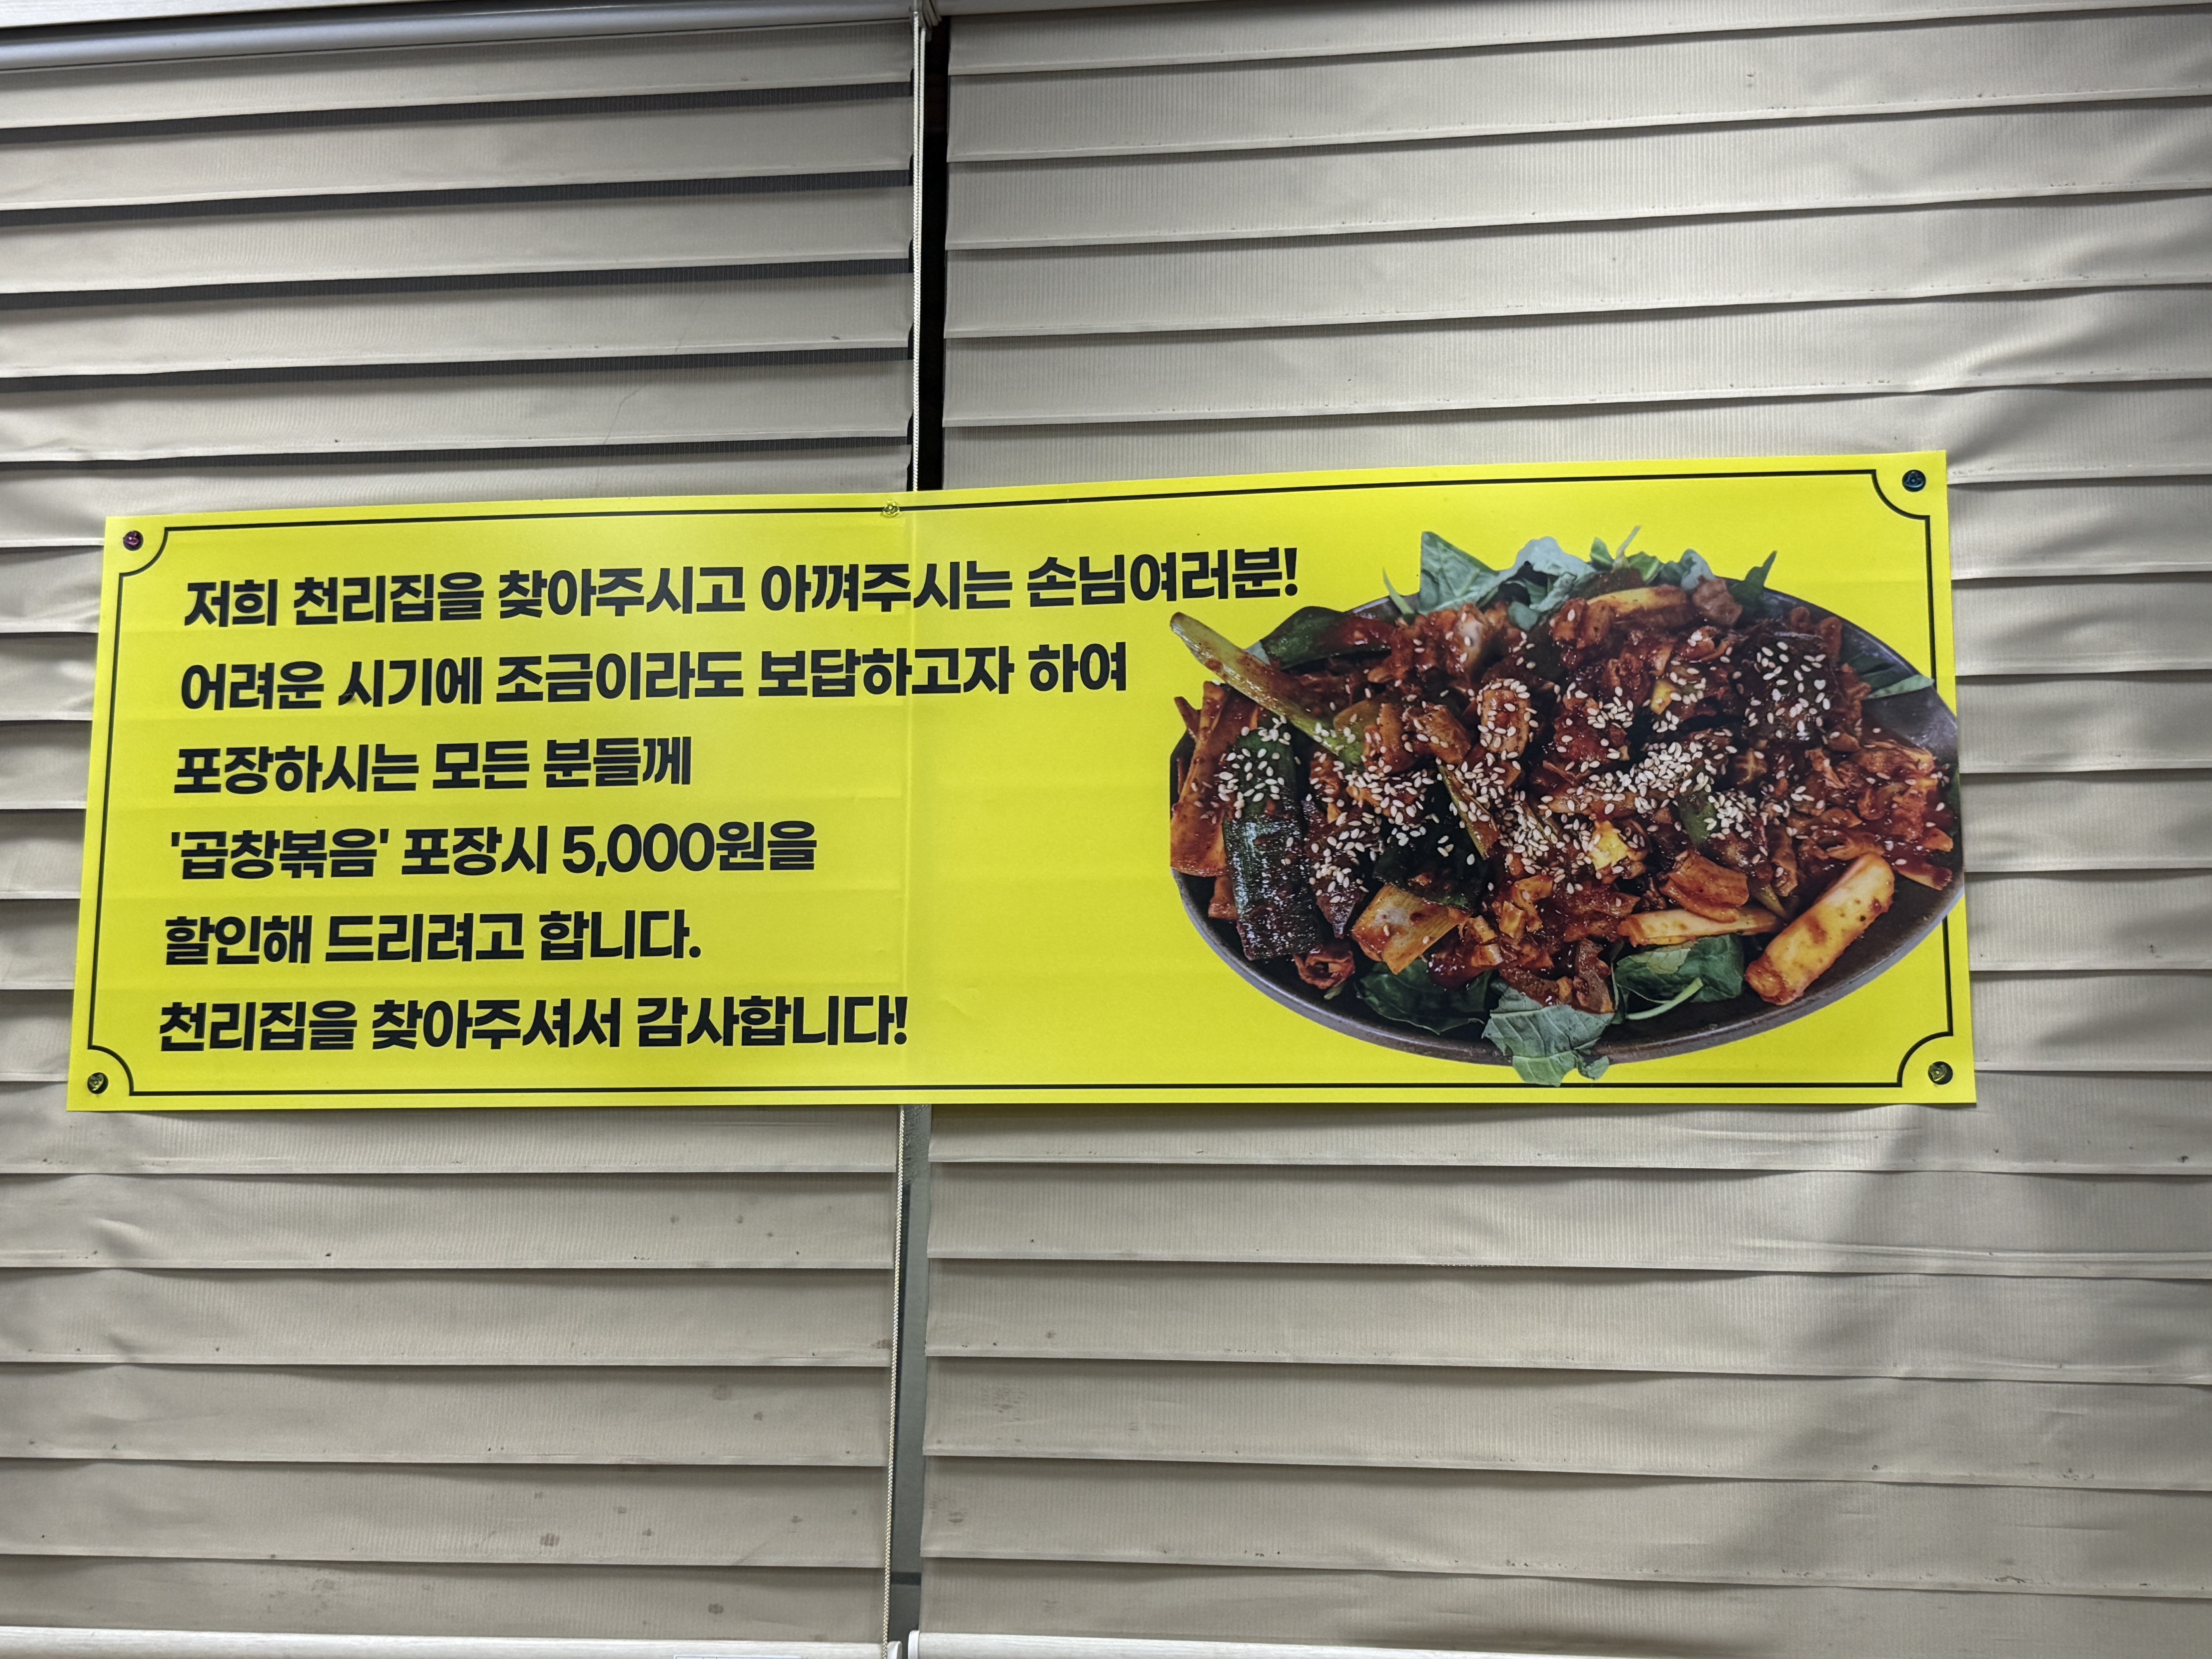 저희 천리집을 찾아주시고 아껴주시는 손님여러분!
어려운 시기에 조금이라도 보답하고자 하여
포장하시는 모든 분들께
'곱창볶음' 포장시 5,000원을
할인해 드리려고 합니다.
천리집을 찾아주셔서 감사합니다!